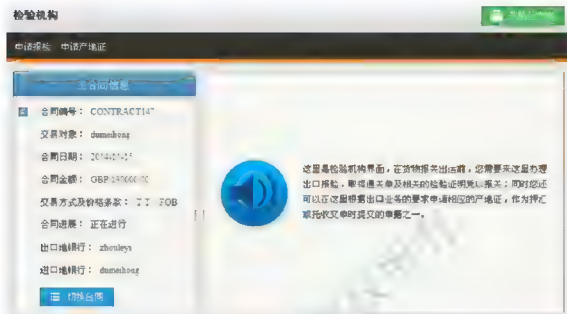 检验机构
申请报检 申请产地证
主合同信息
合同编号： CONTRACT147
交易对象： dumeihong
合同日期：
合同金额： GBP
交易方式及价格条款： T/T FOB
合同进展： 正在进行
出口地银行： zhouleyi
进口地银行： dumeihong
切换合同
这里是检验机构界面，在货物报关出运前，您需要来这里办理
出口报验，取得通关单及相关的检验证明凭以报关；同时您还
可以在这里根据出口业务的要求申请相应的产地证，作为押汇
或托收交单时提交的单据之一。